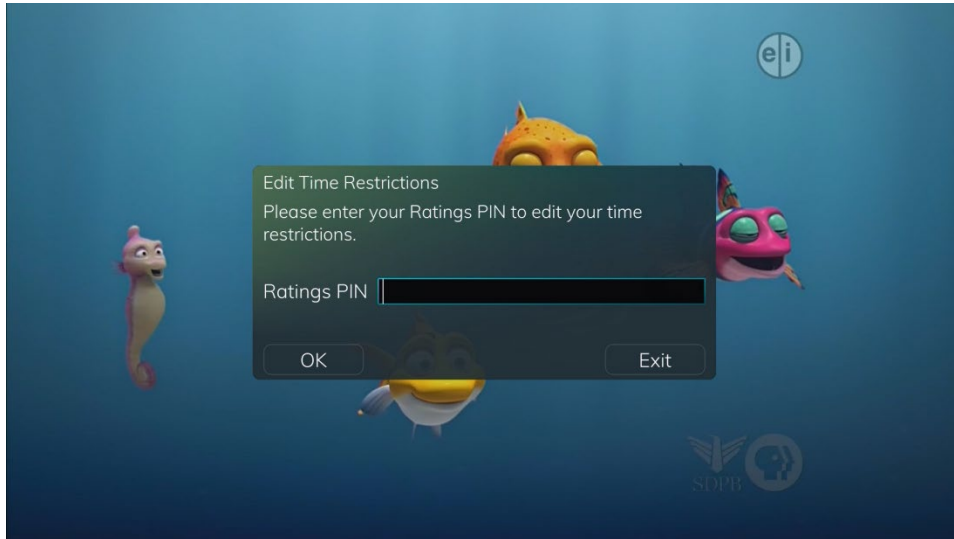 e|i
Edit Time Restrictions
Please enter your Ratings PIN to edit your time
restrictions.
Ratings PIN
OK
Exit
SDPB